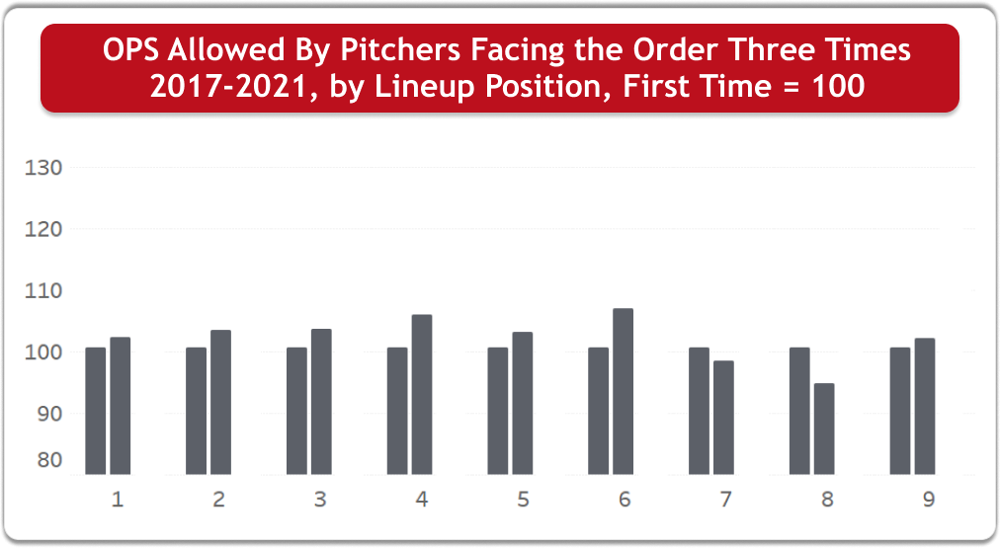 OPS Allowed By Pitchers Facing the Order Three Times
2017-2021, by Lineup Position, First Time = 100
130
120
110
100
90
80
1 2 3 4 5 6 7 8 9